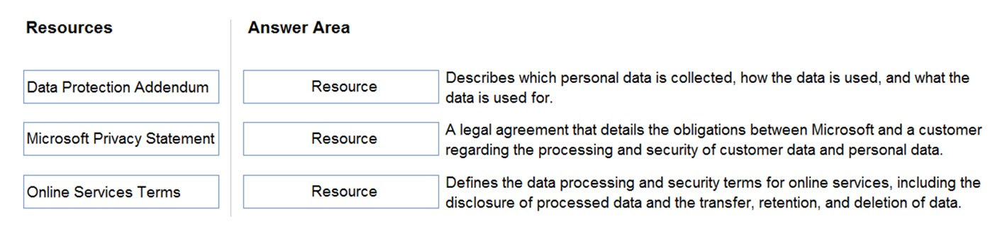 Resources
Answer Area
Data Protection Addendum
Resource
Describes which personal data is collected, how the data is used, and what the
data is used for.
Microsoft Privacy Statement
Resource
A legal agreement that details the obligations between Microsoft and a customer
regarding the processing and security of customer data and personal data.
Online Services Terms
Resource
Defines the data processing and security terms for online services, including the
disclosure of processed data and the transfer, retention, and deletion of data.